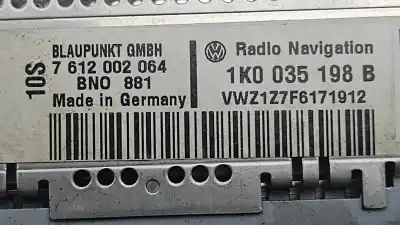 10S
BLAUPUNKT GMBH
7 612 002 064
BNO 881
Made in Germany
Radio Navigation
1K0 035 198 B
VWZ1Z7F6171912